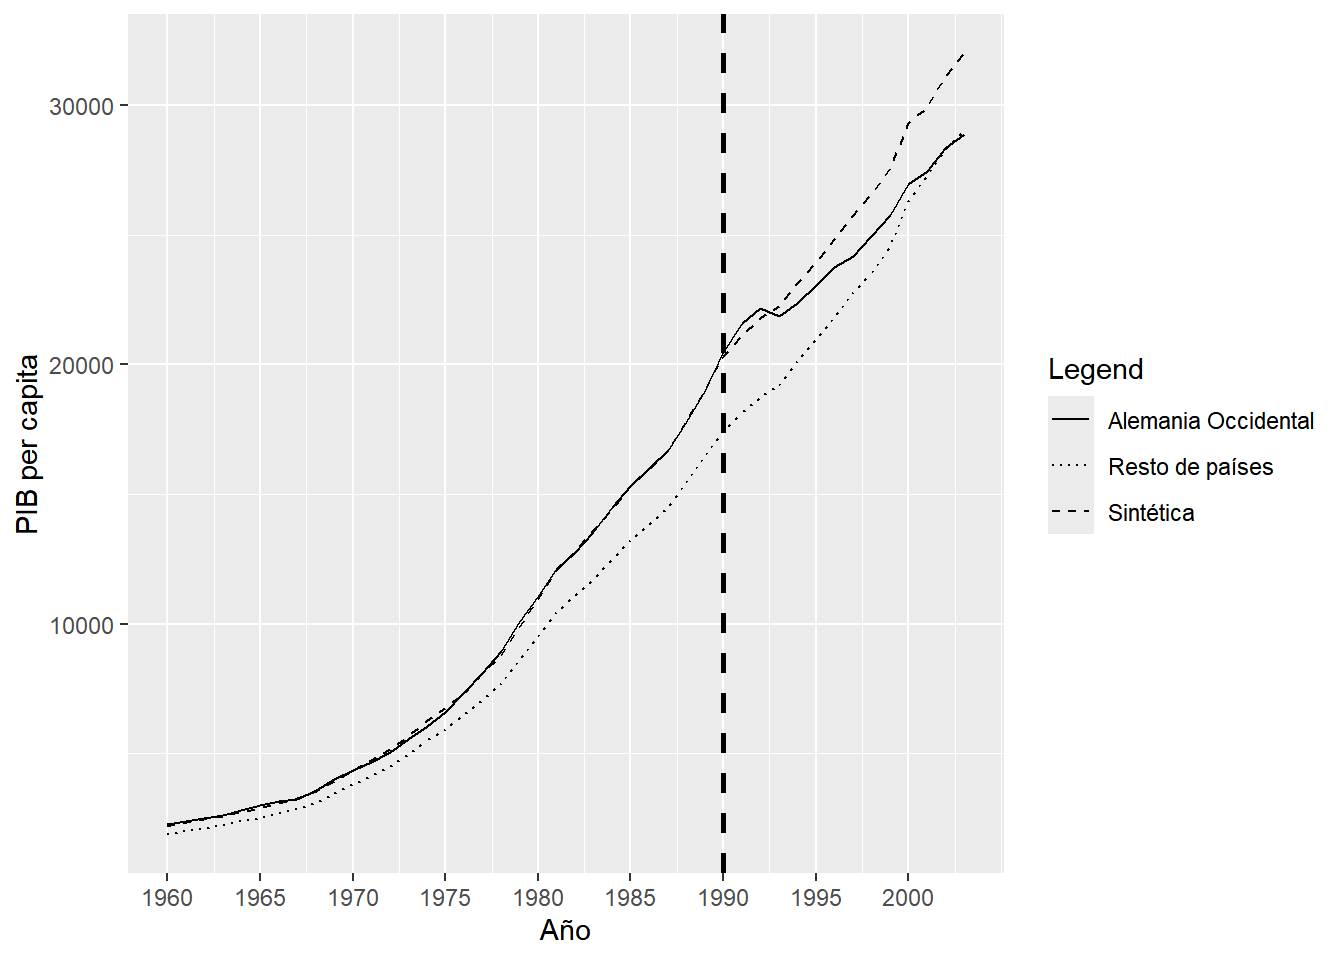 30000
20000
10000
PIB per capita
1960 1965 1970 1975 1980 1985 1990 1995 2000
Año
Legend
Alemania Occidental
Resto de países
Sintética